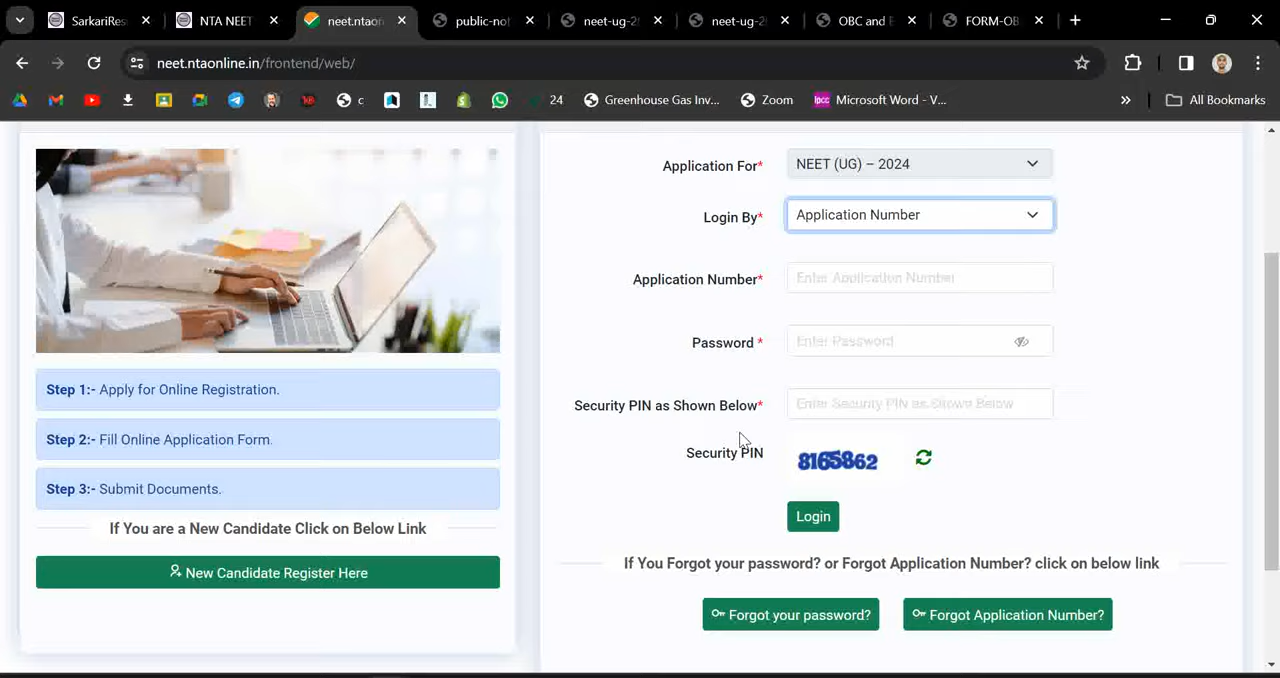 SarkariRes
NTA NEET
neet.ntaon
public-not
neet-ug-2
neet-ug-2
OBC and
FORM-OB
neet.ntaonline.in/frontend/web/
c
24
Greenhouse Gas Inv...
Zoom
ipcc Microsoft Word - V...
All Bookmarks
Application For*
NEET (UG) – 2024
Login By*
Application Number
Application Number*
Enter Application Number
Password *
Enter Password
Security PIN as Shown Below*
Enter Security PIN as Shown Below
Security PIN
8165862
Login
If You Forgot your password? or Forgot Application Number? click on below link
Forgot your password?
Forgot Application Number?
Step 1:- Apply for Online Registration.
Step 2:- Fill Online Application Form.
Step 3:- Submit Documents.
If You are a New Candidate Click on Below Link
New Candidate Register Here